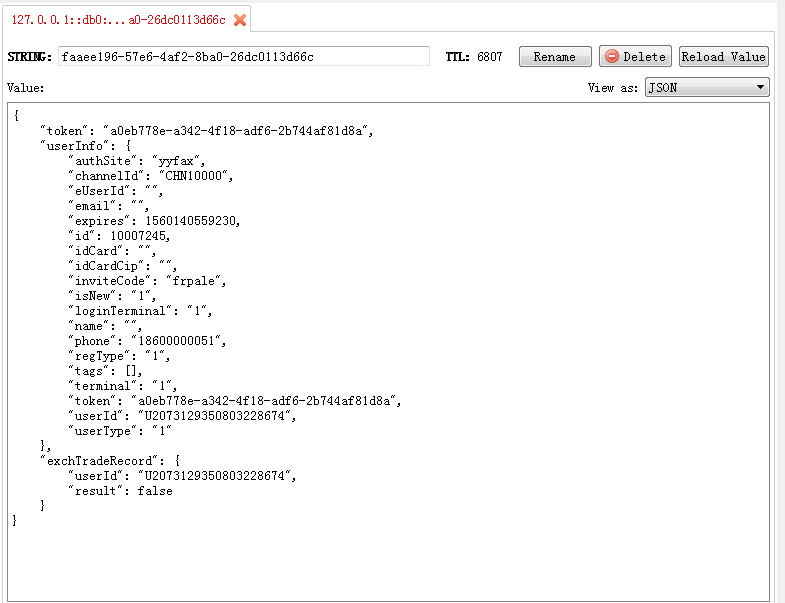 127.0.0.1::db0:...a0-26dc0113d66c
STRING: faaee196-57e6-4af2-8ba0-26dc0113d66c TTL: 6807 Rename Delete Reload Value
Value: View as: JSON
{
    "token": "a0eb778e-a342-4f18-adf6-2b744af81d8a",
    "userInfo": {
        "authSite": "yyfax",
        "channelId": "CHN10000",
        "eUserId": "",
        "email": "",
        "expires": 1560140559230,
        "id": 10007245,
        "idCard": "",
        "idCardCip": "",
        "inviteCode": "frpale",
        "isNew": "1",
        "loginTerminal": "1",
        "name": "",
        "phone": "18600000051",
        "regType": "1",
        "tags": [],
        "terminal": "1",
        "token": "a0eb778e-a342-4f18-adf6-2b744af81d8a",
        "userId": "U2073129350803228674",
        "userType": "1"
    },
    "exchTradeRecord": {
        "userId": "U2073129350803228674",
        "result": false
    }
}